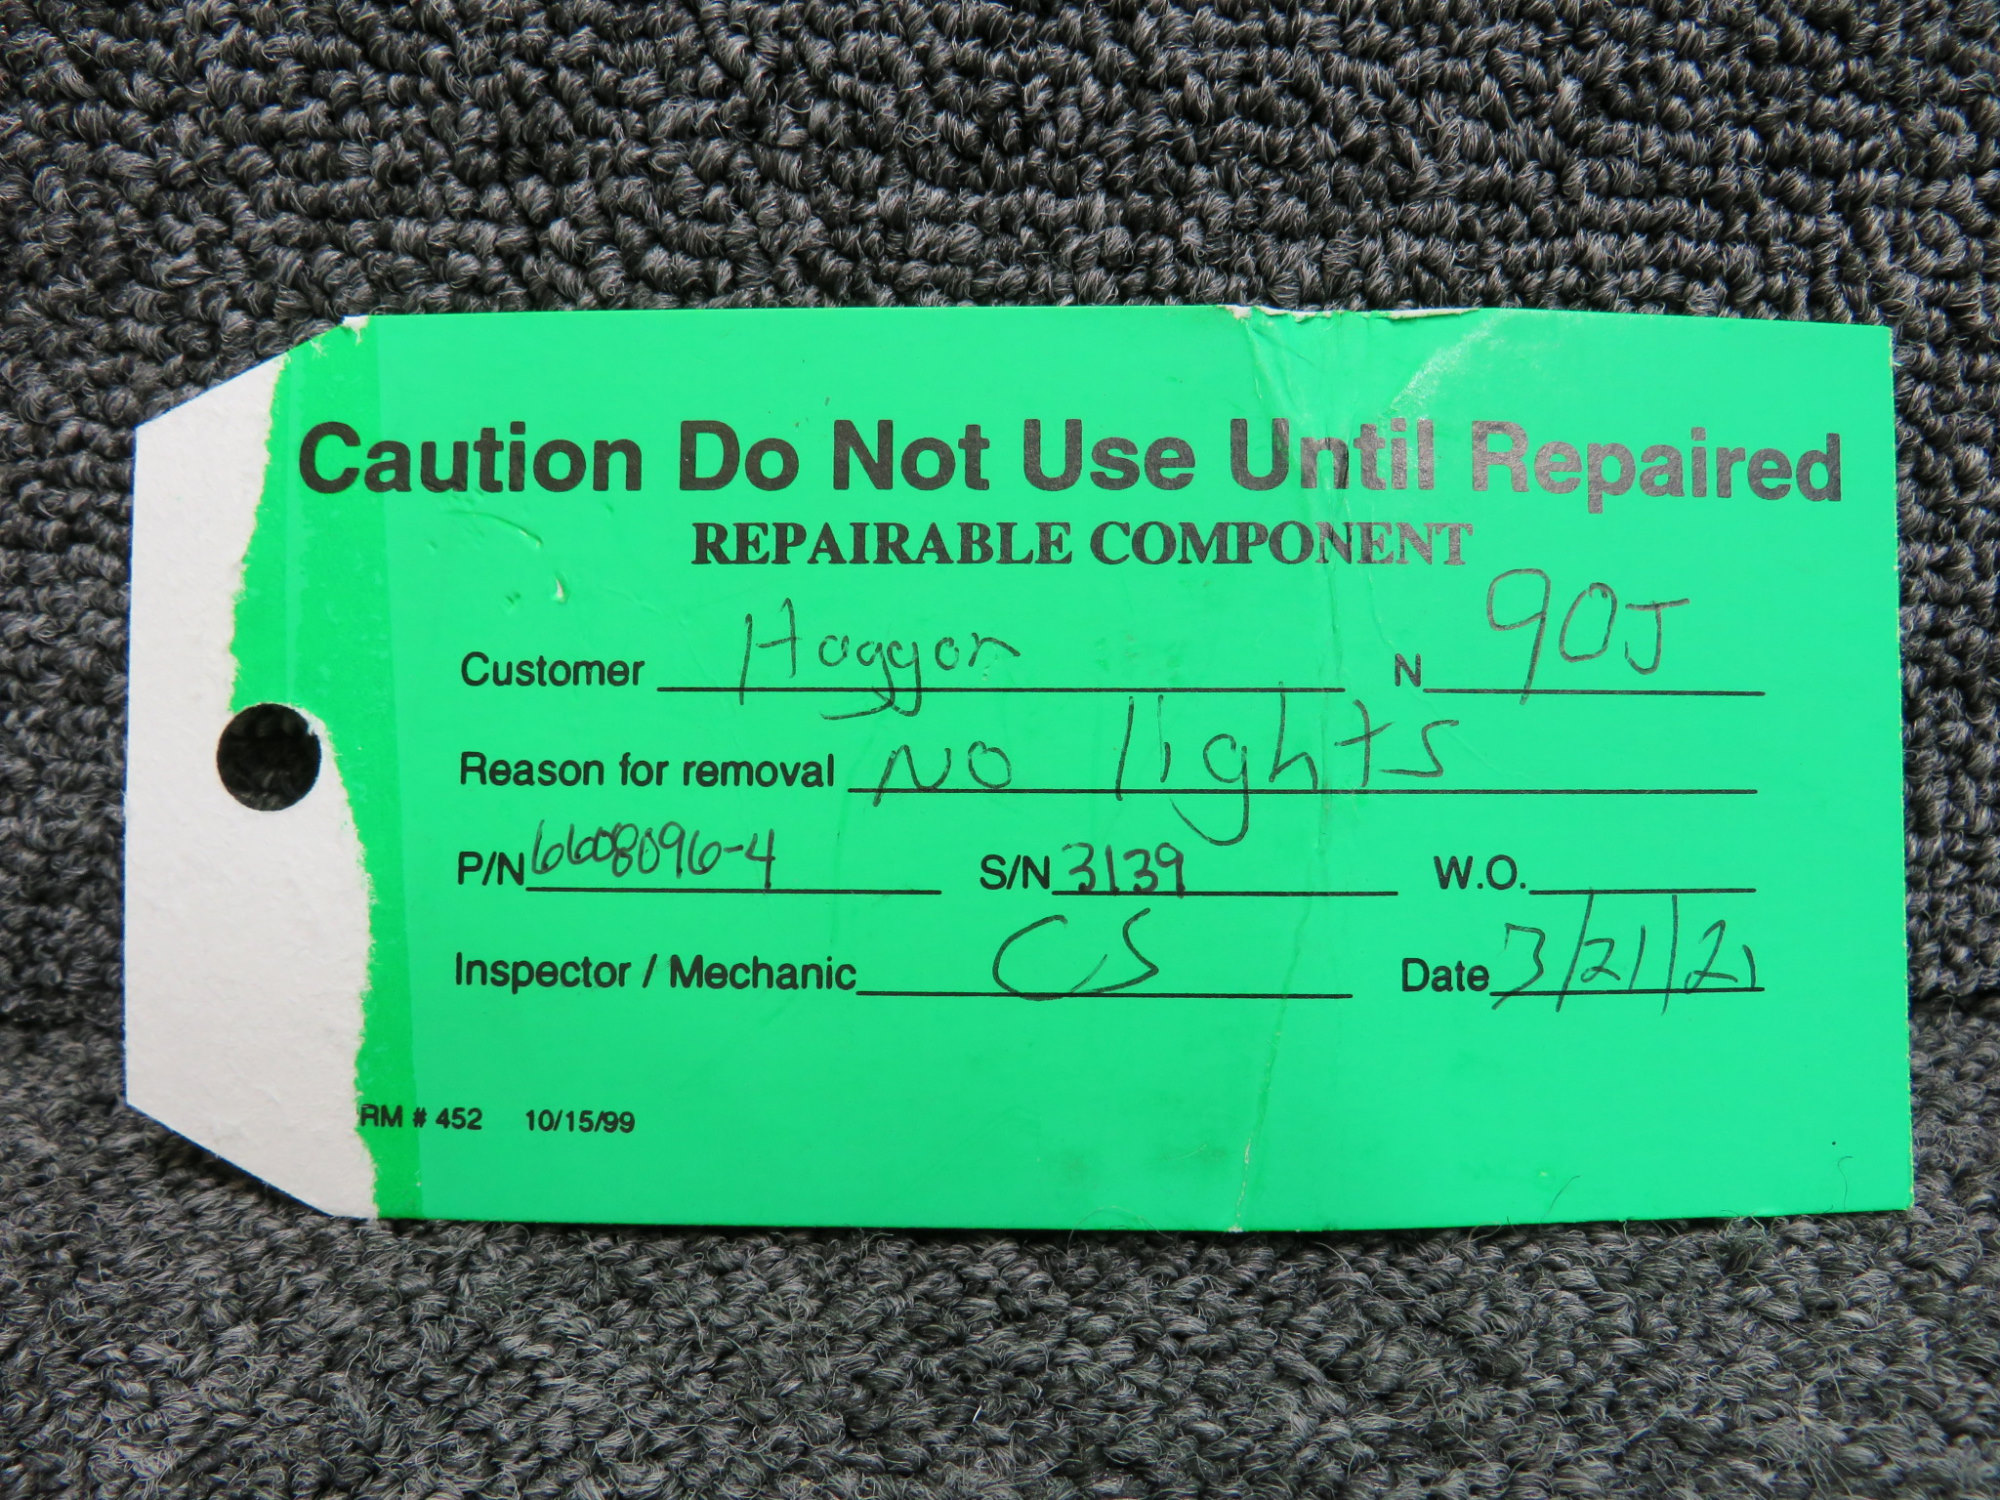 Caution Do Not Use Until Repaired
REPAIRABLE COMPONENT
Customer Haggan N 90J
Reason for removal No lights
P/N 6608096-4 S/N 3139 W.O.
Inspector / Mechanic CS Date 3/21/21
RM # 452 10/15/99